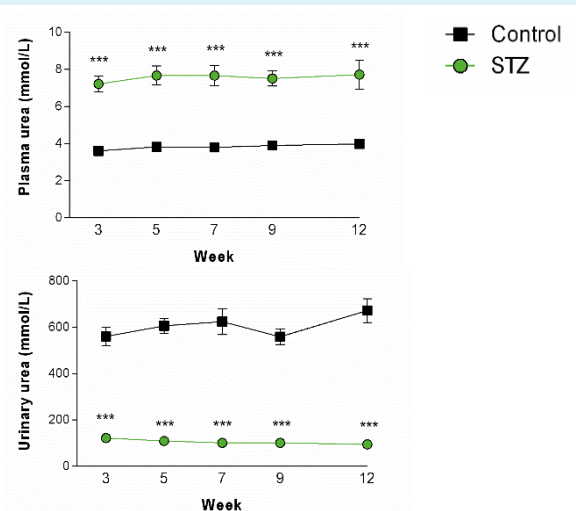 Control
STZ
Plasma urea (mmol/L)
10
8
6
4
2
0
*** *** *** *** ***
3 5 7 9 12
Week
Urinary urea (mmol/L)
800
600
400
200
0
*** *** *** *** ***
3 5 7 9 12
Week